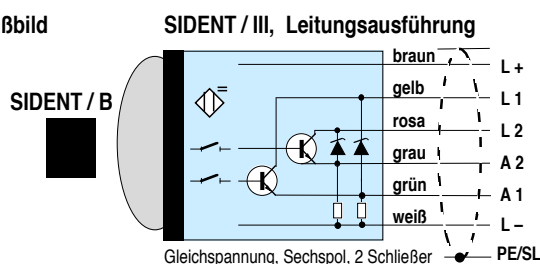 ßbild
SIDENT / III, Leitungsausführung
SIDENT / B
=
braun L +
gelb L 1
rosa L 2
grau A 2
grün A 1
weiß L –
Gleichspannung, Sechspol, 2 Schließer PE/SL